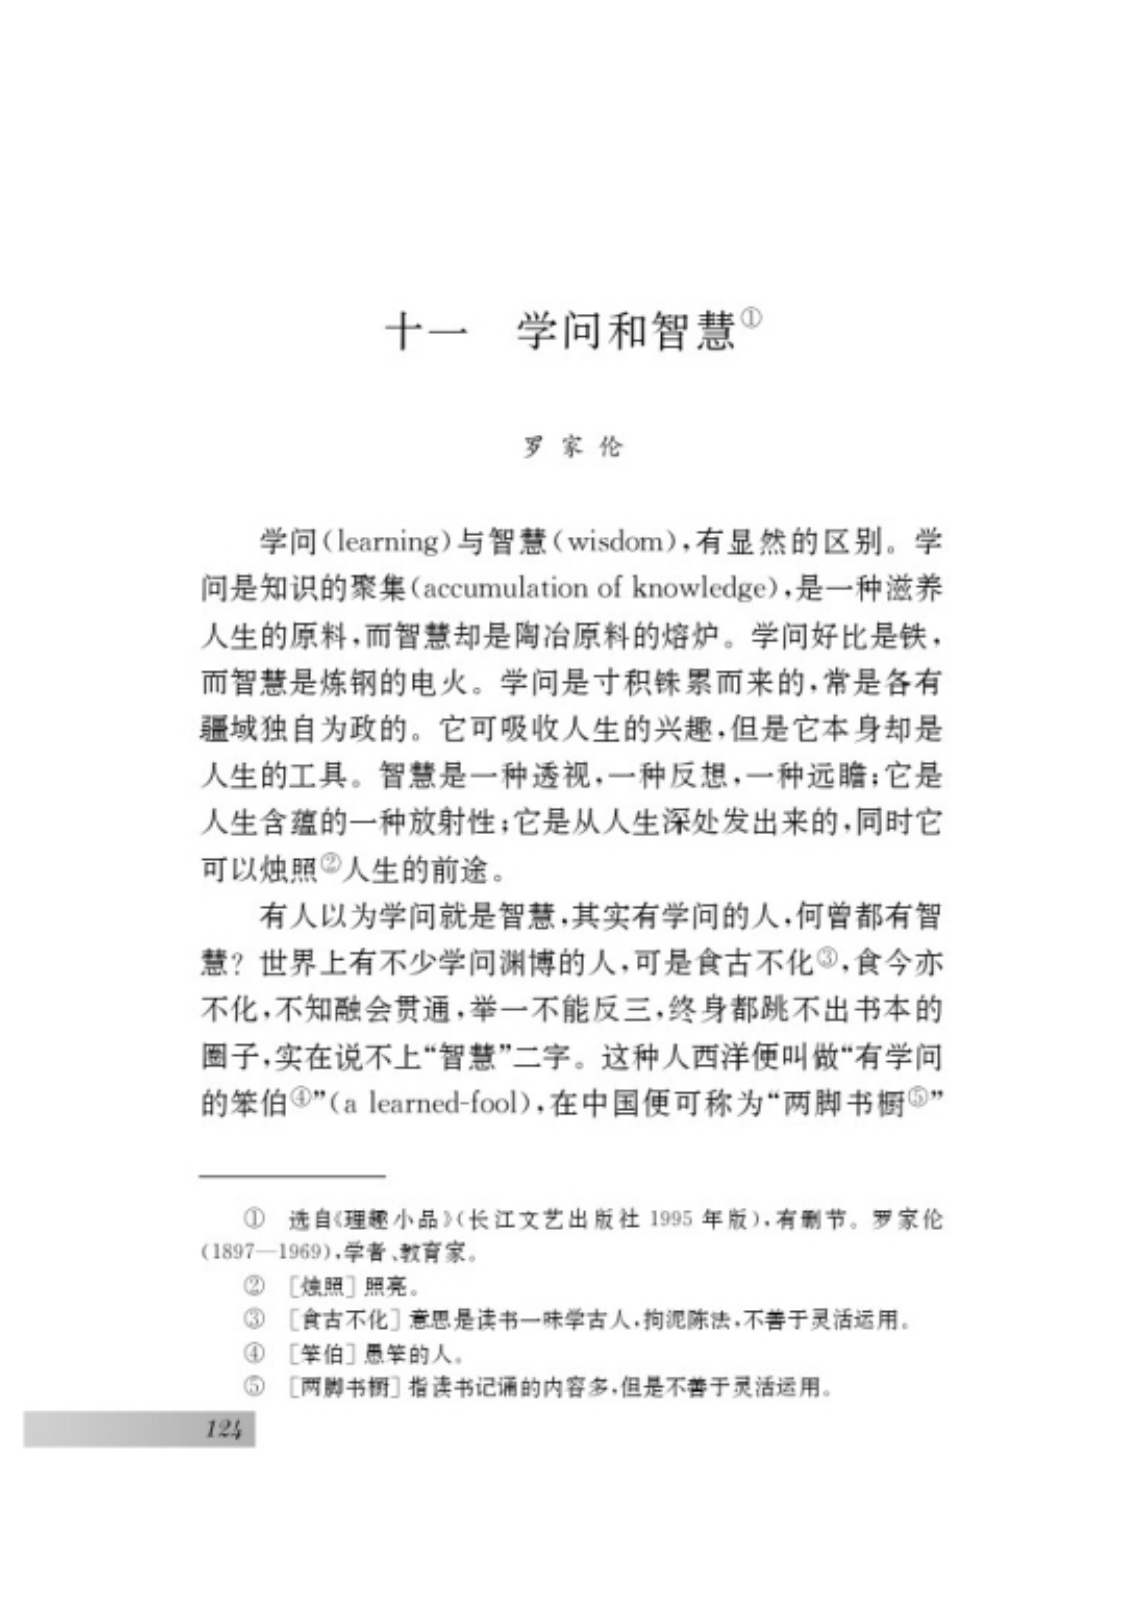 十一　学问和智慧①
罗家伦
学问(learning)与智慧(wisdom),有显然的区别。学
问是知识的聚集(accumulation of knowledge),是一种滋养
人生的原料,而智慧却是陶冶原料的熔炉。学问好比是铁,
而智慧是炼钢的电火。学问是寸积铢累而来的,常是各有
疆域独自为政的。它可吸收人生的兴趣,但是它本身却是
人生的工具。智慧是一种透视,一种反想,一种远瞻;它是
人生含蕴的一种放射性;它是从人生深处发出来的,同时它
可以烛照②人生的前途。
有人以为学问就是智慧,其实有学问的人,何曾都有智
慧?世界上有不少学问渊博的人,可是食古不化③,食今亦
不化,不知融会贯通,举一不能反三,终身都跳不出书本的
圈子,实在说不上“智慧”二字。这种人西洋便叫做“有学问
的笨伯④”(a learned-fool),在中国便可称为“两脚书橱⑤”
① 选自《理趣小品》(长江文艺出版社 1995 年版),有删节。罗家伦
(1897—1969),学者、教育家。
② [烛照] 照亮。
③ [食古不化] 意思是读书一味学古人,拘泥陈法,不善于灵活运用。
④ [笨伯] 愚笨的人。
⑤ [两脚书橱] 指读书记诵的内容多,但是不善于灵活运用。
124